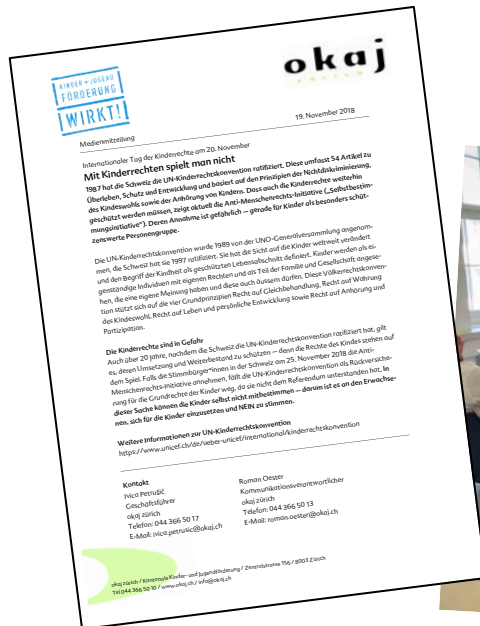 KINDER + JUGEND
FÖRDERUNG
WIRKT!
okaj
zürich
Medienmitteilung
19. November 2018
Internationaler Tag der Kinderrechte am 20. November
Mit Kinderrechten spielt man nicht
1987 hat die Schweiz die UN-Kinderrechtskonvention ratifiziert. Diese umfasst 54 Artikel zu
Überleben, Schutz und Entwicklung und basiert auf den Prinzipien der Nichtdiskriminierung,
des Kindeswohls sowie der Anhörung von Kindern. Dass auch die Kinderrechte weiterhin
geschützt werden müssen, zeigt aktuell die Anti-Menschenrechts-Initiative („Selbstbestim-
mungsinitiative“). Deren Annahme ist gefährlich – gerade für Kinder als besonders schüt-
zenswerte Personengruppe.
Die UN-Kinderrechtskonvention wurde 1989 von der UNO-Generalversammlung angenom-
men, die Schweiz hat sie 1997 ratifiziert. Sie hat die Sicht auf die Kinder weltweit verändert
und den Begriff der Kindheit als geschützten Lebensabschnitt definiert. Kinder werden als ei-
genständige Individuen mit eigenen Rechten und als Teil der Familie und Gesellschaft angese-
hen, die eine eigene Meinung haben und diese auch äussern dürfen. Diese Völkerrechtskonven-
tion stützt sich auf die vier Grundprinzipien Recht auf Gleichbehandlung, Recht auf Wahrung
des Kindeswohl, Recht auf Leben und persönliche Entwicklung sowie Recht auf Anhörung und
Partizipation.
Die Kinderrechte sind in Gefahr
Auch über 20 Jahre, nachdem die Schweiz die UN-Kinderrechtskonvention ratifiziert hat, gilt
es, deren Umsetzung und Weiterbestand zu schützen – denn die Rechte des Kindes stehen auf
dem Spiel. Falls die Stimmbürger*innen in der Schweiz am 25. November 2018 die Anti-
Menschenrechts-Initiative annehmen, fällt die UN-Kinderrechtskonvention als Rückversiche-
rung für die Grundrechte der Kinder weg, da sie nicht dem Referendum unterstanden hat. In
dieser Sache können die Kinder selbst nicht mitbestimmen – darum ist es an den Erwachse-
nen, sich für die Kinder einzusetzen und NEIN zu stimmen.
Weitere Informationen zur UN-Kinderrechtskonvention
https://www.unicef.ch/de/ueber-unicef/international/kinderrechtskonvention
Kontakt
Ivica Petrušić
Geschäftsführer
okaj zürich
Telefon: 044 366 50 17
E-Mail: ivica.petrusic@okaj.ch
Roman Oester
Kommunikationsverantwortlicher
okaj zürich
Telefon: 044 366 50 13
E-Mail: roman.oester@okaj.ch
okaj zürich / Kantonale Kinder- und Jugendförderung / Zentralstrasse 156 / 8003 Zürich
Tel 044 366 50 10 / www.okaj.ch / info@okaj.ch